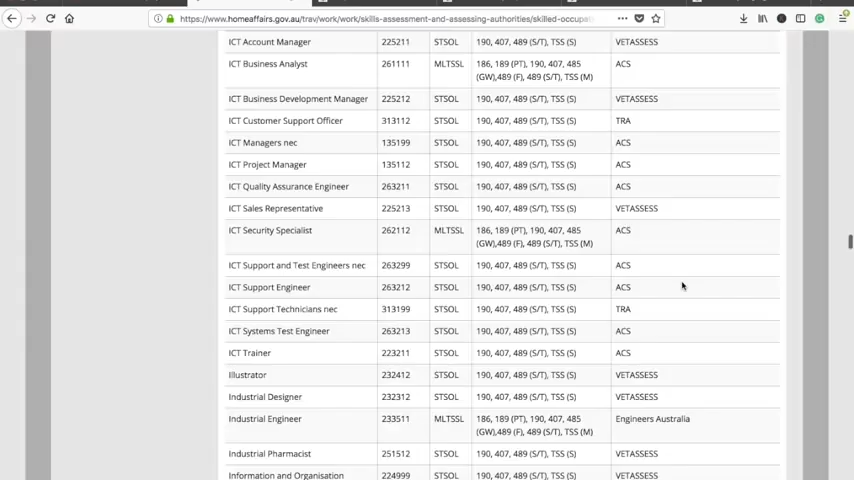 https://www.homeaffairs.gov.au/trav/work/work/skills-assessment-and-assessing-authorities/skilled-occupat
ICT Account Manager 225211 STSOL 190, 407, 489 (S/T), TSS (S) VETASSESS
ICT Business Analyst 261111 MLTSSL 186, 189 (PT), 190, 407, 485 ACS
(GW),489 (F), 489 (S/T), TSS (M)
ICT Business Development Manager 225212 STSOL 190, 407, 489 (S/T), TSS (S) VETASSESS
ICT Customer Support Officer 313112 STSOL 190, 407, 489 (S/T), TSS (S) TRA
ICT Managers nec 135199 STSOL 190, 407, 489 (S/T), TSS (S) ACS
ICT Project Manager 135112 STSOL 190, 407, 489 (S/T), TSS (S) ACS
ICT Quality Assurance Engineer 263211 STSOL 190, 407, 489 (S/T), TSS (S) ACS
ICT Sales Representative 225213 STSOL 190, 407, 489 (S/T), TSS (S) VETASSESS
ICT Security Specialist 262112 MLTSSL 186, 189 (PT), 190, 407, 485 ACS
(GW),489 (F), 489 (S/T), TSS (M)
ICT Support and Test Engineers nec 263299 STSOL 190, 407, 489 (S/T), TSS (S) ACS
ICT Support Engineer 263212 STSOL 190, 407, 489 (S/T), TSS (S) ACS
ICT Support Technicians nec 313199 STSOL 190, 407, 489 (S/T), TSS (S) TRA
ICT Systems Test Engineer 263213 STSOL 190, 407, 489 (S/T), TSS (S) ACS
ICT Trainer 223211 STSOL 190, 407, 489 (S/T), TSS (S) ACS
Illustrator 232412 STSOL 190, 407, 489 (S/T), TSS (S) VETASSESS
Industrial Designer 232312 STSOL 190, 407, 489 (S/T), TSS (S) VETASSESS
Industrial Engineer 233511 MLTSSL 186, 189 (PT), 190, 407, 485 Engineers Australia
(GW),489 (F), 489 (S/T), TSS (M)
Industrial Pharmacist 251512 STSOL 190, 407, 489 (S/T), TSS (S) VETASSESS
Information and Organisation 224999 STSOL 190, 407, 489 (S/T), TSS (S) VETASSESS